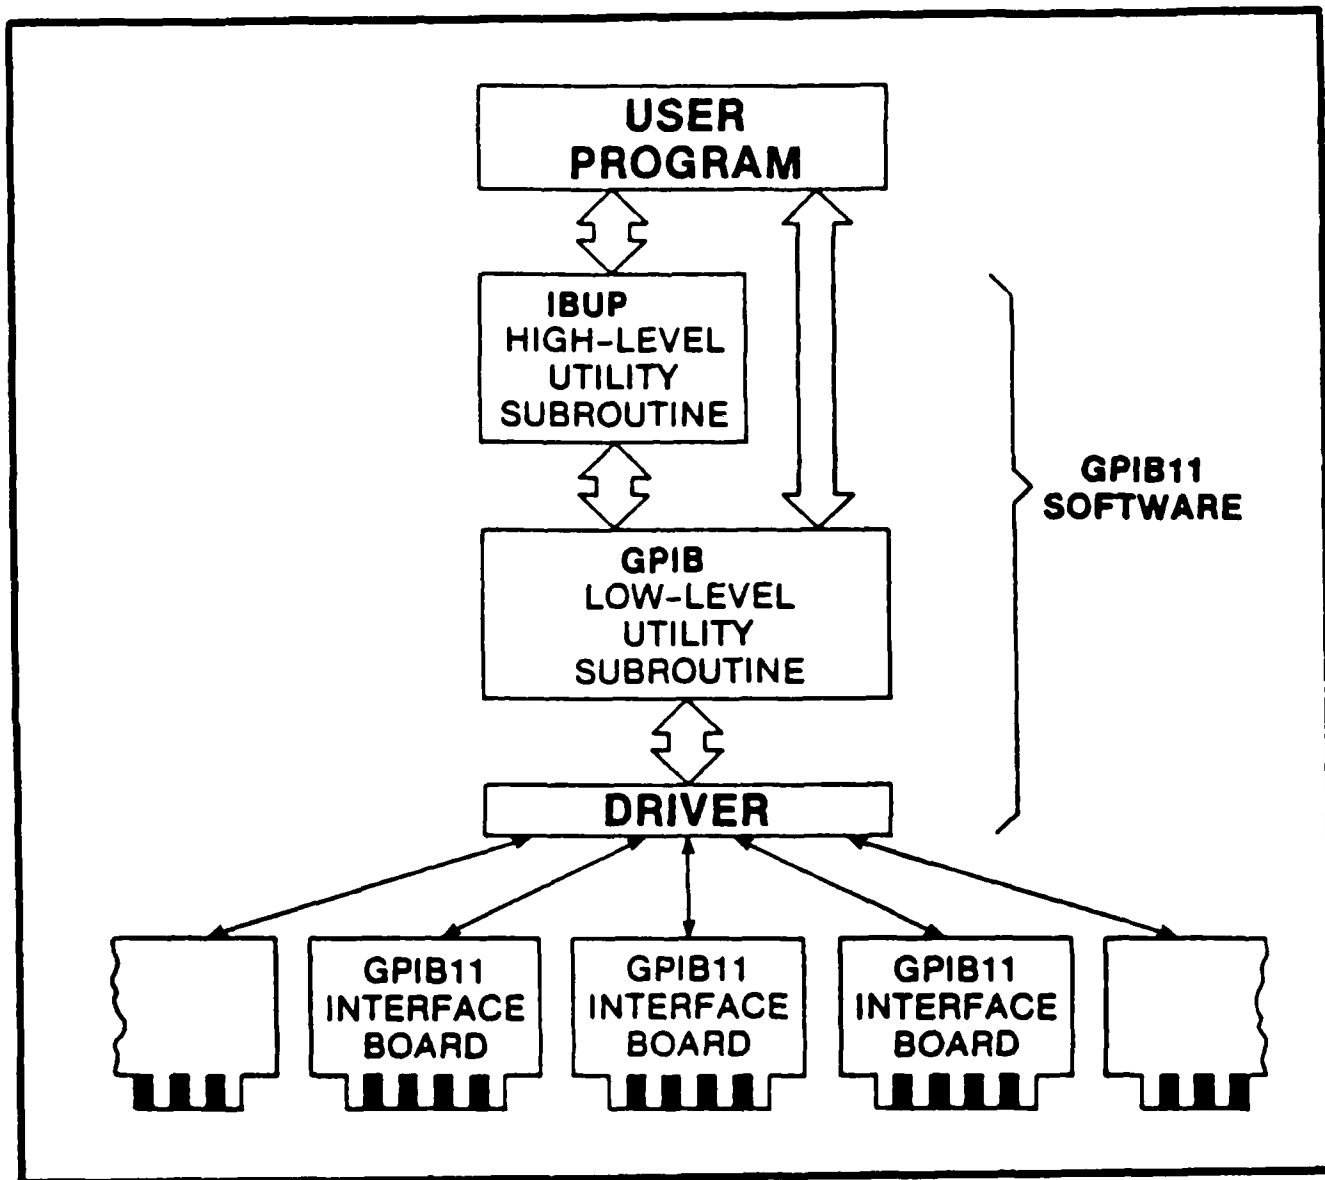 USER
PROGRAM
IBUP
HIGH-LEVEL
UTILITY
SUBROUTINE
GPIB11
SOFTWARE
GPIB
LOW-LEVEL
UTILITY
SUBROUTINE
DRIVER
GPIB11
INTERFACE
BOARD
GPIB11
INTERFACE
BOARD
GPIB11
INTERFACE
BOARD